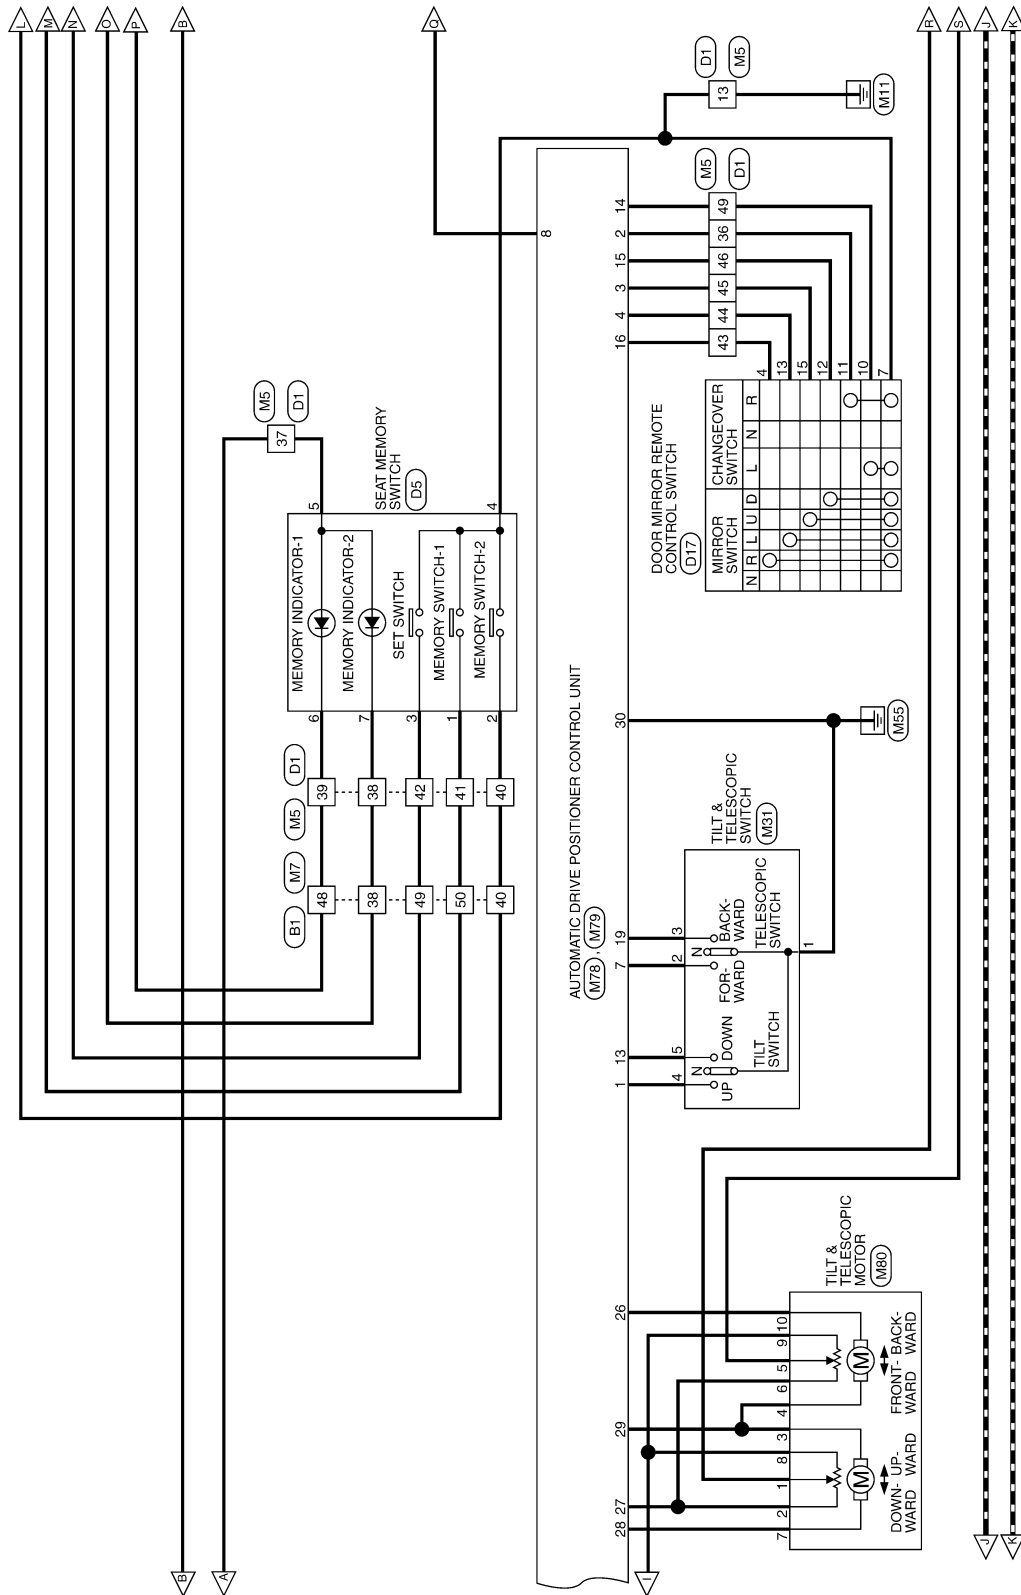 L
M
N
O
P
B
B
A
Q
M5
D1
37
B1
M7
M5
D1
48
39
6
MEMORY INDICATOR-1
5
38
38
7
MEMORY INDICATOR-2
49
42
3
SET SWITCH
50
41
1
MEMORY SWITCH-1
40
40
2
MEMORY SWITCH-2
4
SEAT MEMORY
SWITCH
D5
8
AUTOMATIC DRIVE POSITIONER CONTROL UNIT
M78 , M79
28
27
29
26
1
13
7
19
30
16
4
3
15
2
14
43
44
45
46
36
49
M5
D1
D1
M5
13
M11
I
TILT &
TELESCOPIC
SWITCH
M31
4
5
2
3
UP
N
DOWN
TILT
SWITCH
FOR-
WARD
N
BACK-
WARD
TELESCOPIC
SWITCH
1
M55
DOOR MIRROR REMOTE
CONTROL SWITCH
D17
MIRROR
SWITCH
CHANGEOVER
SWITCH
N R L U D L N R
4
13
15
12
11
10
7
TILT &
TELESCOPIC
MOTOR
M80
7
2
1
8
3
4
6
5
9
10
M
M
DOWN-
WARD
UP-
WARD
FRONT-
WARD
BACK-
WARD
R
S
J
J
K
K